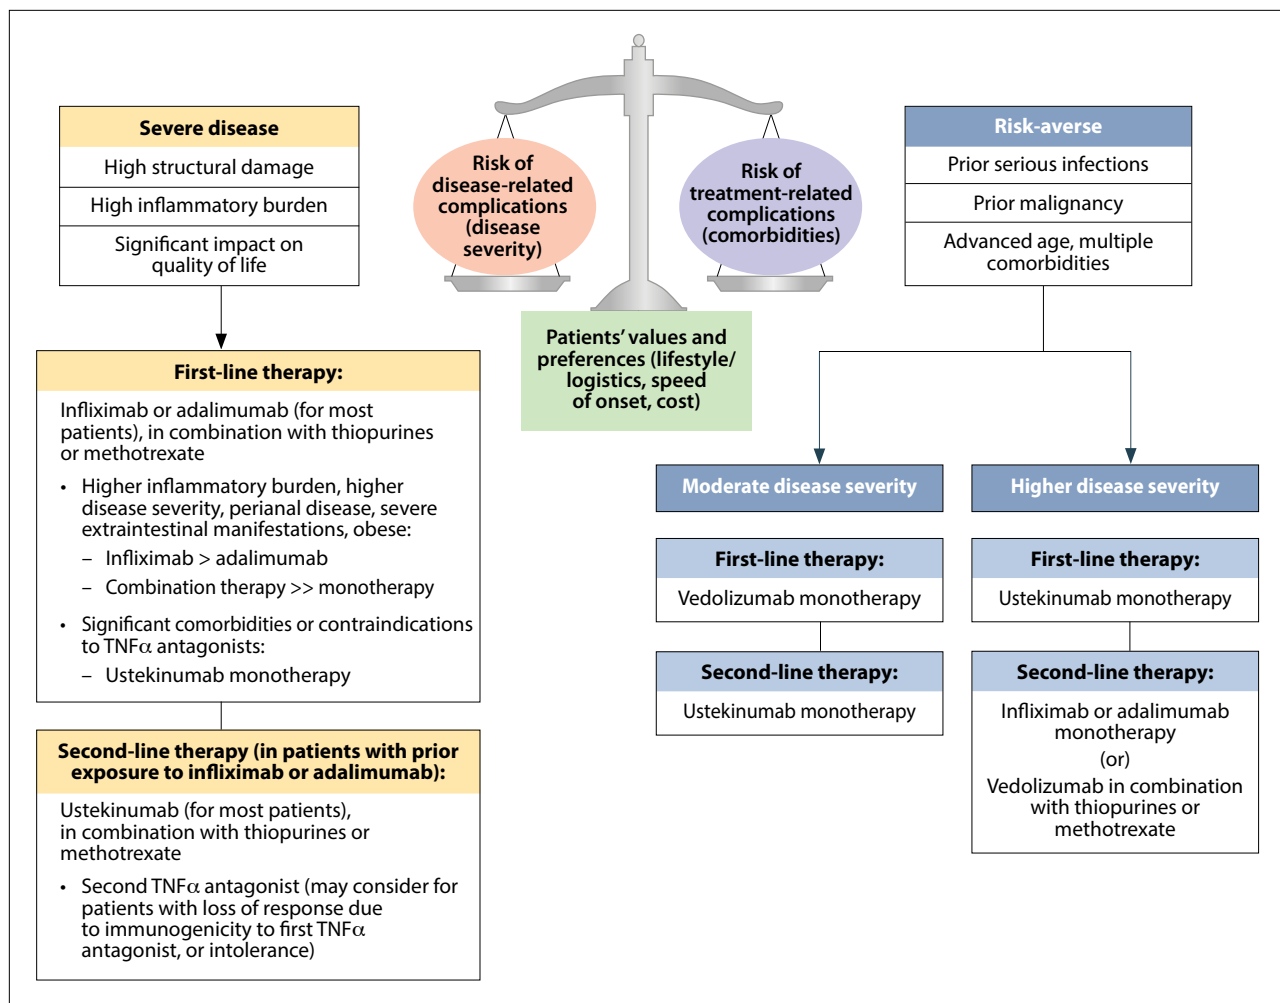 Severe disease
High structural damage
High inflammatory burden
Significant impact on
quality of life
Risk of
disease-related
complications
(disease
severity)
Risk of
treatment-related
complications
(comorbidities)
Patients’ values and
preferences (lifestyle/
logistics, speed
of onset, cost)
Risk-averse
Prior serious infections
Prior malignancy
Advanced age, multiple
comorbidities
First-line therapy:
Infliximab or adalimumab (for most
patients), in combination with thiopurines
or methotrexate
• Higher inflammatory burden, higher
disease severity, perianal disease, severe
extraintestinal manifestations, obese:
– Infliximab > adalimumab
– Combination therapy >> monotherapy
• Significant comorbidities or contraindications
to TNFα antagonists:
– Ustekinumab monotherapy
Second-line therapy (in patients with prior
exposure to infliximab or adalimumab):
Ustekinumab (for most patients),
in combination with thiopurines or
methotrexate
• Second TNFα antagonist (may consider for
patients with loss of response due
to immunogenicity to first TNFα
antagonist, or intolerance)
Moderate disease severity
First-line therapy:
Vedolizumab monotherapy
Second-line therapy:
Ustekinumab monotherapy
Higher disease severity
First-line therapy:
Ustekinumab monotherapy
Second-line therapy:
Infliximab or adalimumab
monotherapy
(or)
Vedolizumab in combination
with thiopurines or
methotrexate